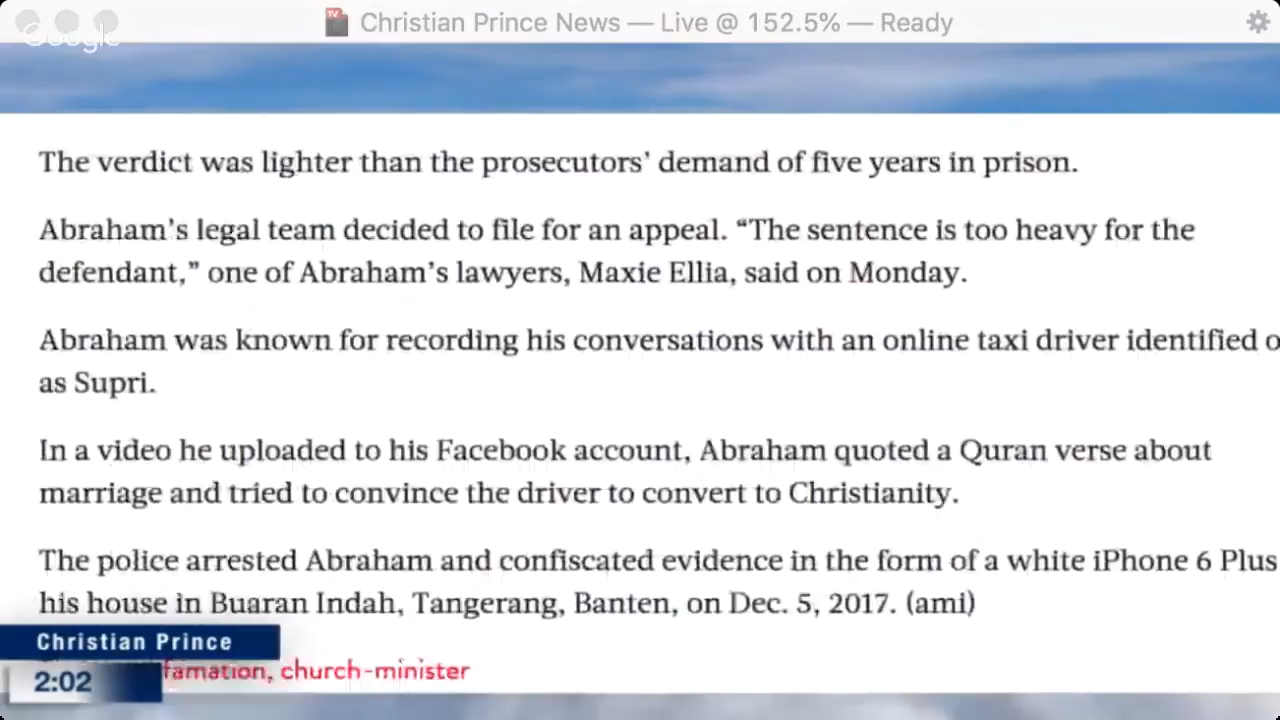 Christian Prince News — Live @ 152.5% — Ready
Google
The verdict was lighter than the prosecutors’ demand of five years in prison.
Abraham’s legal team decided to file for an appeal. “The sentence is too heavy for the
defendant,” one of Abraham’s lawyers, Maxie Ellia, said on Monday.
Abraham was known for recording his conversations with an online taxi driver identified o
as Supri.
In a video he uploaded to his Facebook account, Abraham quoted a Quran verse about
marriage and tried to convince the driver to convert to Christianity.
The police arrested Abraham and confiscated evidence in the form of a white iPhone 6 Plus
his house in Buaran Indah, Tangerang, Banten, on Dec. 5, 2017. (ami)
Christian Prince
famation, church-minister
2:02